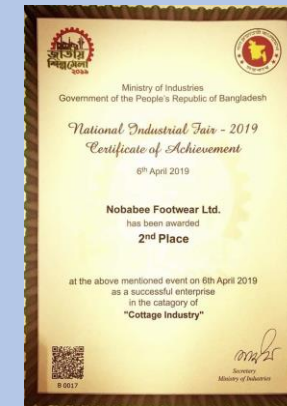 জাতীয়
শিল্পমেলা
২০১৯
Ministry of Industries
Government of the People's Republic of Bangladesh
National Industrial Fair - 2019
Certificate of Achievement
6th April 2019
Nobabee Footwear Ltd.
has been awarded
2nd Place
at the above mentioned event on 6th April 2019
as a successful enterprise
in the catagory of
"Cottage Industry"
Secretary
Ministry of Industries
B 0017